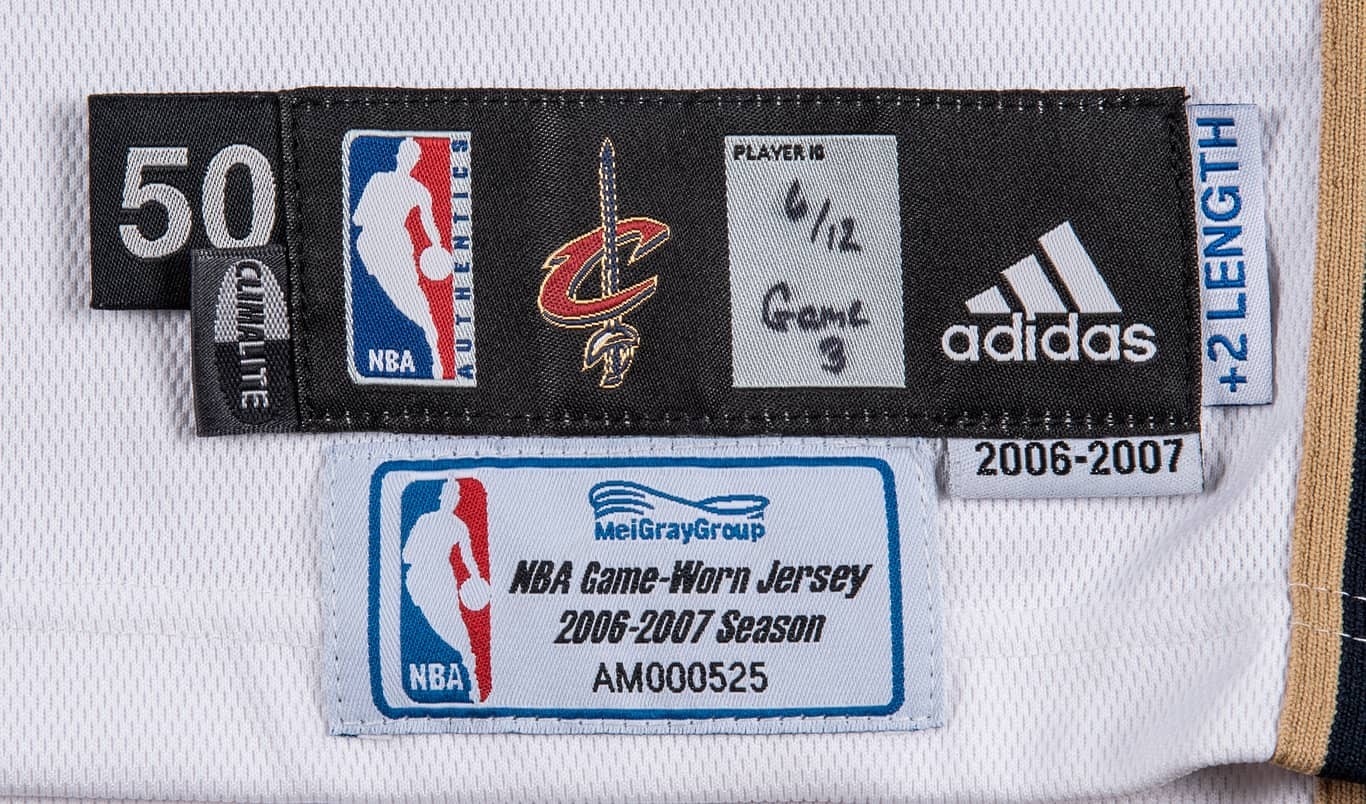 50
CLIMALITE
NBA
AUTHENTICS
PLAYER IS
6/12
Game
3
adidas
+2 LENGTH
2006-2007
MeiGrayGroup
NBA Game-Worn Jersey
2006-2007 Season
AM000525
NBA